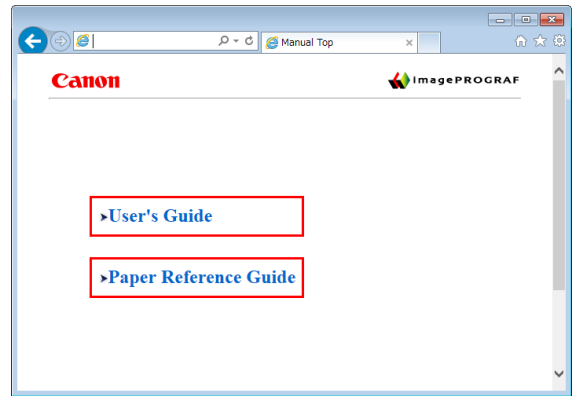 Manual Top
Canon
imagePROGRAF
User's Guide
Paper Reference Guide